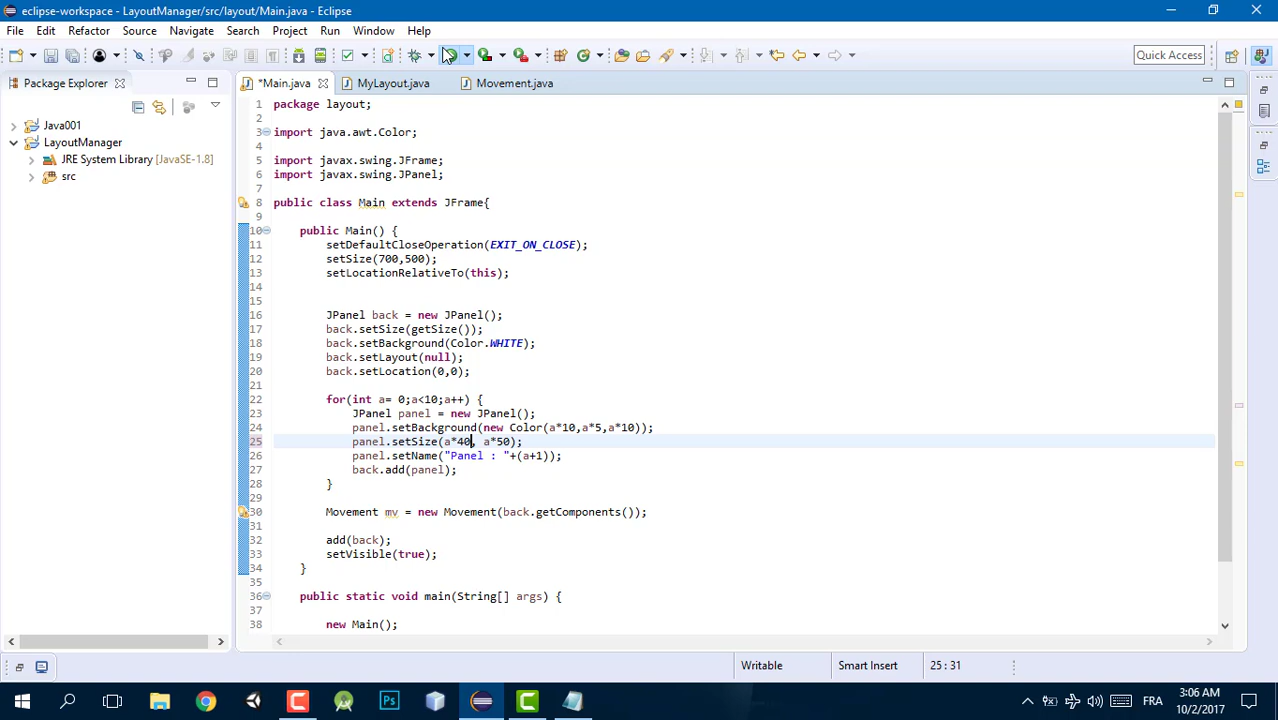 eclipse-workspace - LayoutManager/src/layout/Main.java - Eclipse
File Edit Refactor Source Navigate Search Project Run Window Help
Quick Access
Package Explorer
*Main.java MyLayout.java Movement.java
Java001
LayoutManager
JRE System Library [JavaSE-1.8]
src
1 package layout;
2
3 import java.awt.Color;
4
5 import javax.swing.JFrame;
6 import javax.swing.JPanel;
7
8 public class Main extends JFrame{
9
10 public Main() {
11 setDefaultCloseOperation(EXIT_ON_CLOSE);
12 setSize(700,500);
13 setLocationRelativeTo(this);
14
15
16 JPanel back = new JPanel();
17 back.setSize(getSize());
18 back.setBackground(Color.WHITE);
19 back.setLayout(null);
20 back.setLocation(0,0);
21
22 for(int a= 0;a<10;a++) {
23 JPanel panel = new JPanel();
24 panel.setBackground(new Color(a*10,a*5,a*10));
25 panel.setSize(a*40, a*50);
26 panel.setName("Panel : "+(a+1));
27 back.add(panel);
28 }
29
30 Movement mv = new Movement(back.getComponents());
31
32 add(back);
33 setVisible(true);
34 }
35
36 public static void main(String[] args) {
37
38 new Main();
Writable Smart Insert 25 : 31
Ps FRA 3:06 AM
10/2/2017